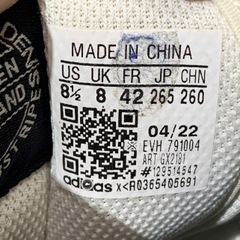 MADE IN CHINA
US UK FR JP CHN
8½ 8 42 265 260
04/22
EVH 791004
ART GX2181
#129514547
adidas X<R0365405691